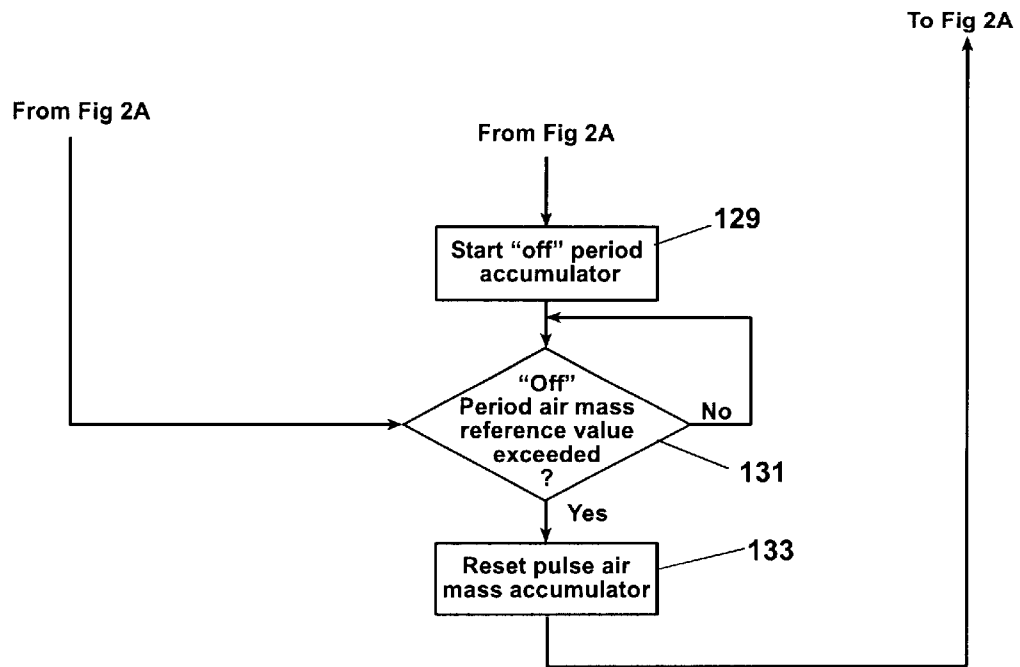 To Fig 2A
From Fig 2A
From Fig 2A
129
Start “off” period
accumulator
“Off”
Period air mass
reference value
exceeded
?
No
131
Yes
133
Reset pulse air
mass accumulator